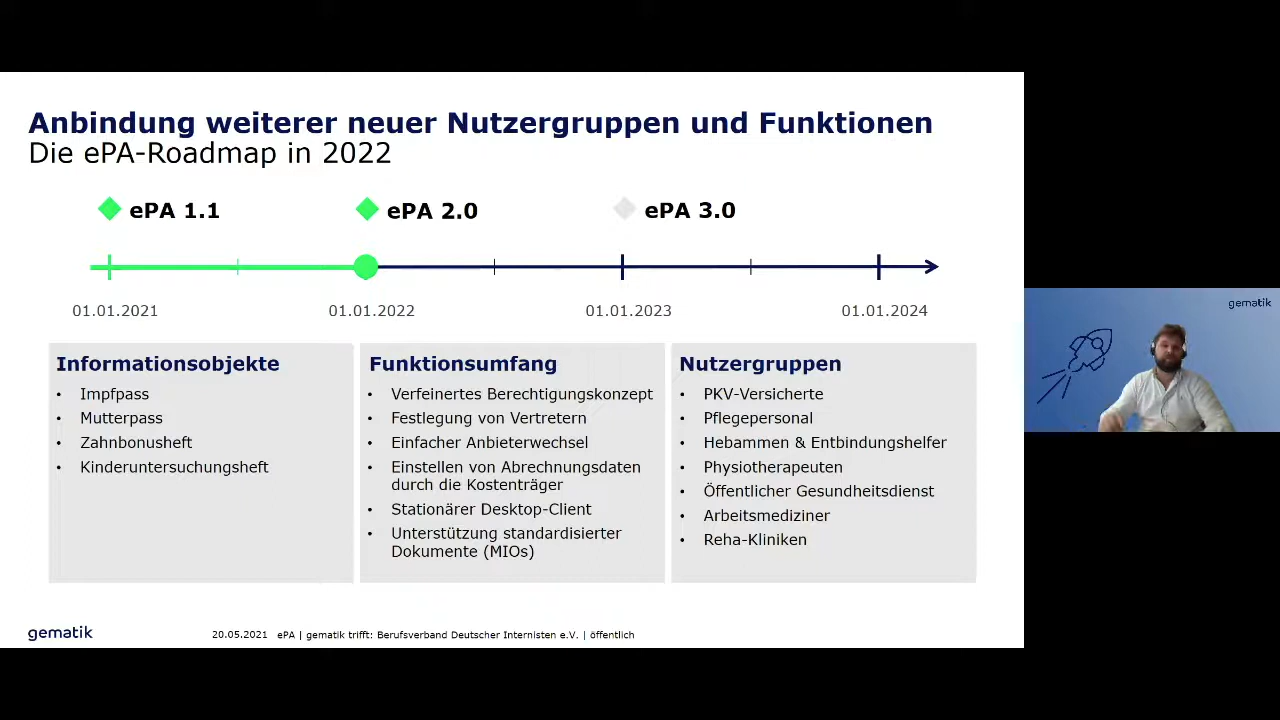 Anbindung weiterer neuer Nutzergruppen und Funktionen
Die ePA-Roadmap in 2022
ePA 1.1
ePA 2.0
ePA 3.0
01.01.2021
01.01.2022
01.01.2023
01.01.2024
Informationsobjekte
• Impfpass
• Mutterpass
• Zahnbonusheft
• Kinderuntersuchungsheft
Funktionsumfang
• Verfeinertes Berechtigungskonzept
• Festlegung von Vertretern
• Einfacher Anbieterwechsel
• Einstellen von Abrechnungsdaten
durch die Kostenträger
• Stationärer Desktop-Client
• Unterstützung standardisierter
Dokumente (MIOs)
Nutzergruppen
• PKV-Versicherte
• Pflegepersonal
• Hebammen & Entbindungshelfer
• Physiotherapeuten
• Öffentlicher Gesundheitsdienst
• Arbeitsmediziner
• Reha-Kliniken
gematik
20.05.2021 ePA | gematik trifft: Berufsverband Deutscher Internisten e.V. | öffentlich
gematik